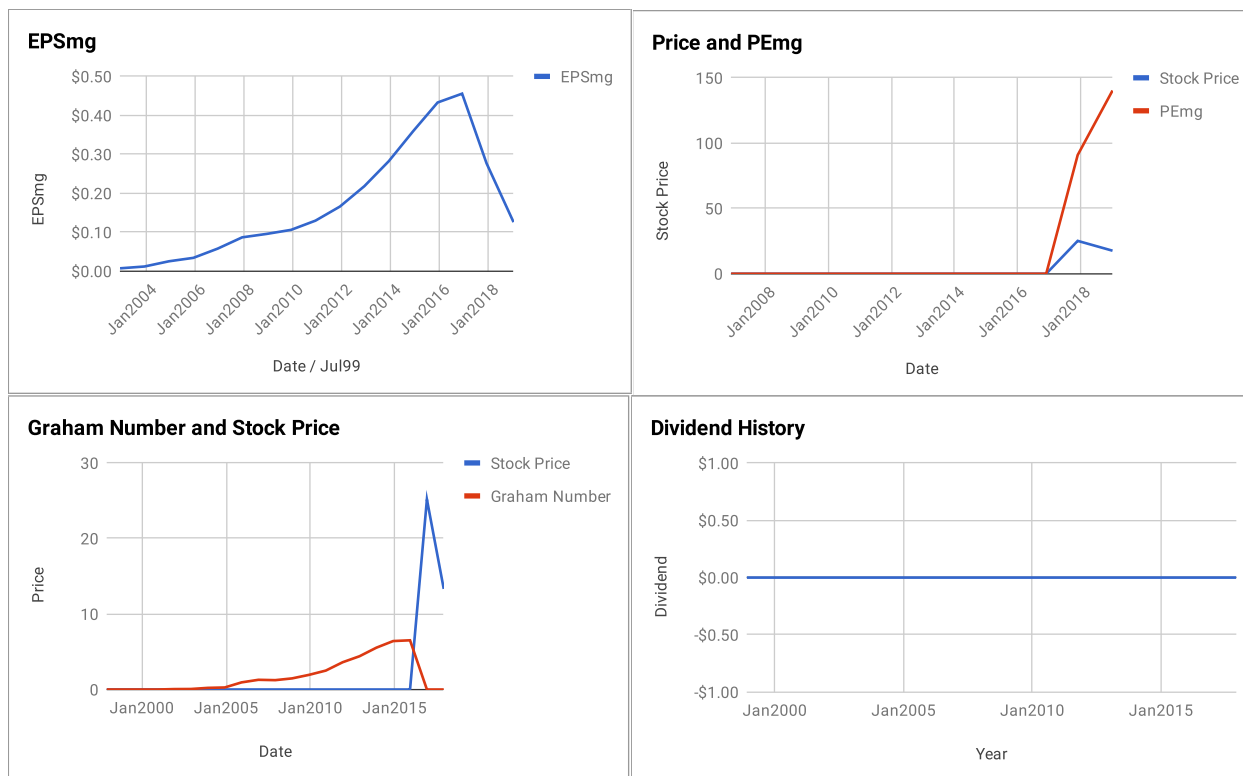 EPSmg
$0.50
$0.40
$0.30
$0.20
$0.10
$0.00
EPSmg
EPSmg
Jan2004
Jan2006
Jan2008
Jan2010
Jan2012
Jan2014
Jan2016
Jan2018
Date / Jul99
Price and PEmg
150
100
50
0
Stock Price
Stock Price
PEmg
Jan2008
Jan2010
Jan2012
Jan2014
Jan2016
Jan2018
Date
Graham Number and Stock Price
30
20
10
0
Price
Stock Price
Graham Number
Jan2000
Jan2005
Jan2010
Jan2015
Date
Dividend History
$1.00
$0.50
$0.00
-$0.50
-$1.00
Dividend
Jan2000
Jan2005
Jan2010
Jan2015
Year